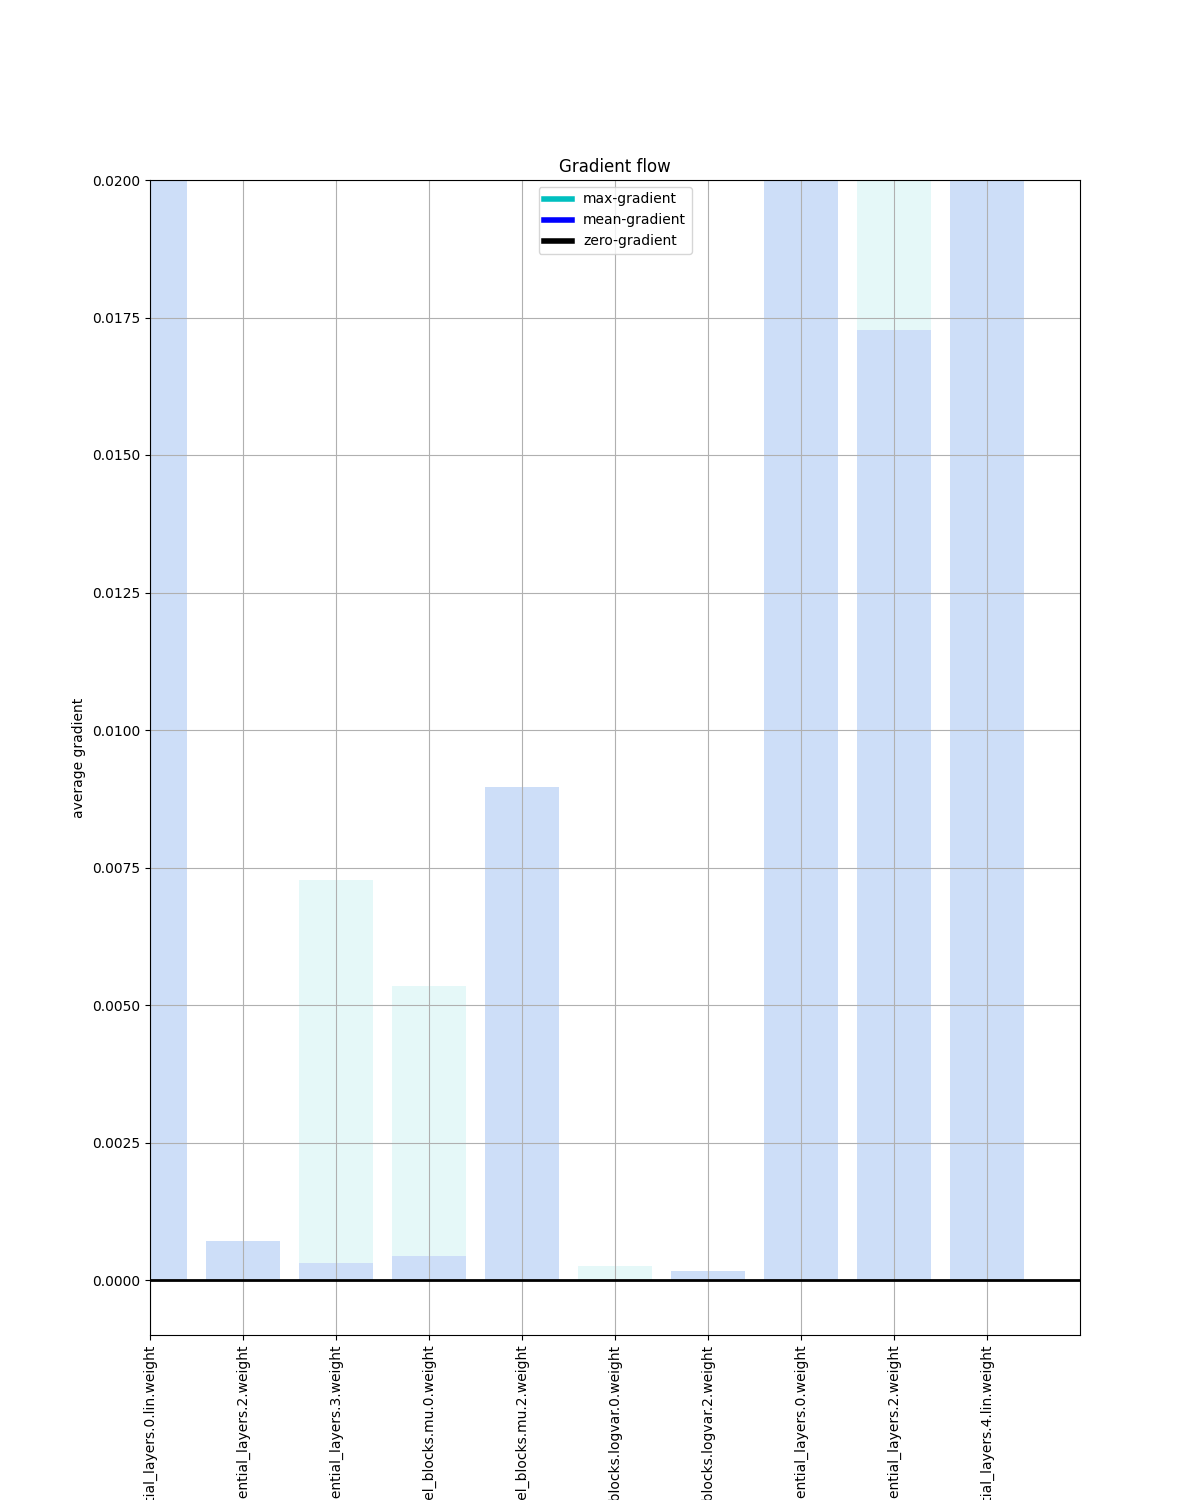 Gradient flow
max-gradient
mean-gradient
zero-gradient
0.0200
0.0175
0.0150
0.0125
0.0100
0.0075
0.0050
0.0025
0.0000
average gradient
tial_layers.0.lin.weight
ential_layers.2.weight
ential_layers.3.weight
el_blocks.mu.0.weight
el_blocks.mu.2.weight
blocks.logvar.0.weight
blocks.logvar.2.weight
ential_layers.0.weight
ential_layers.2.weight
tial_layers.4.lin.weight